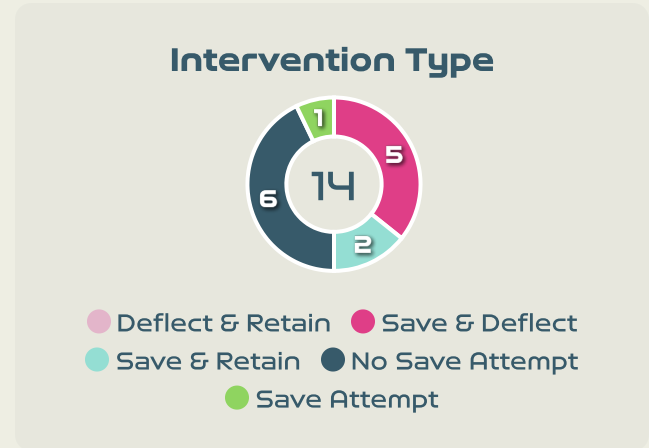 Intervention Type
1
5
14
6
2
Deflect & Retain Save & Deflect
Save & Retain No Save Attempt
Save Attempt